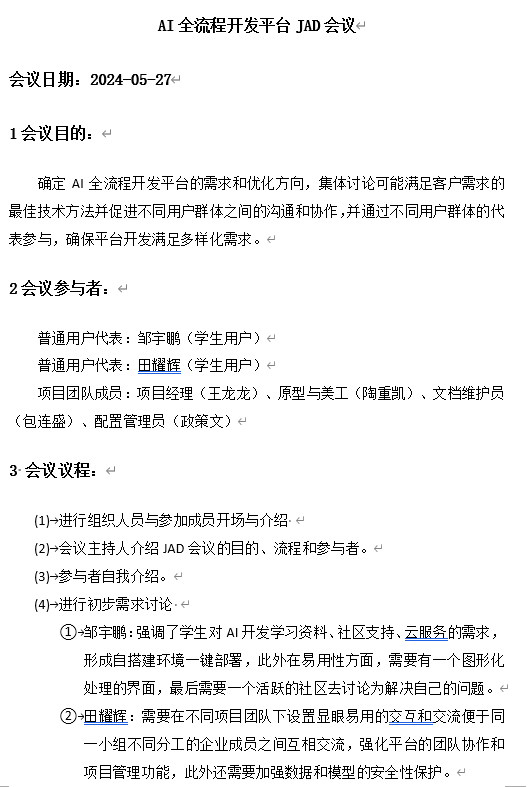 AI 全流程开发平台 JAD 会议
会议日期：2024-05-27
1 会议目的：
确定 AI 全流程开发平台的需求和优化方向，集体讨论可能满足客户需求的
最佳技术方法并促进不同用户群体之间的沟通和协作,并通过不同用户群体的代
表参与，确保平台开发满足多样化需求。
2 会议参与者：
普通用户代表：邹宇鹏（学生用户）
普通用户代表：田耀辉（学生用户）
项目团队成员：项目经理（王龙龙）、原型与美工（陶重凯）、文档维护员
（包连盛）、配置管理员（政策文）
3 会议议程：
(1)进行组织人员与参加成员开场与介绍
(2)会议主持人介绍 JAD 会议的目的、流程和参与者。
(3)参与者自我介绍。
(4)进行初步需求讨论
①邹宇鹏：强调了学生对 AI 开发学习资料、社区支持、云服务的需求，
形成自搭建环境一键部署，此外在易用性方面，需要有一个图形化
处理的界面，最后需要一个活跃的社区去讨论为解决自己的问题。
②田耀辉：需要在不同项目团队下设置显眼易用的交互和交流便于同
一小组不同分工的企业成员之间互相交流，强化平台的团队协作和
项目管理功能，此外还需要加强数据和模型的安全性保护。